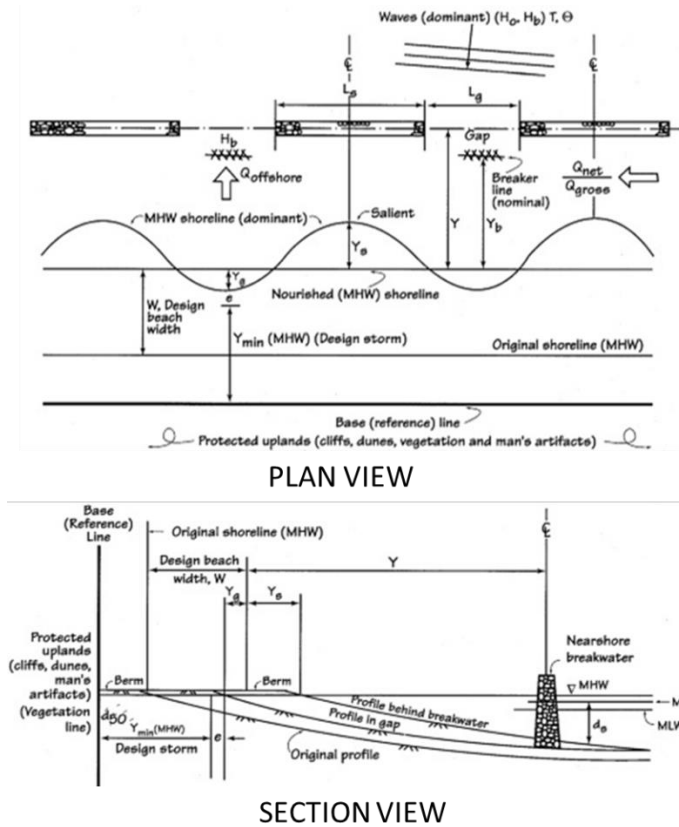 Waves (dominant) (Ho, Hb) T, Θ
℄
℄
Ls
Lg
Hb
Gap
Qoffshore
Breaker
line
(nominal)
Qnet
Qgross
MHW shoreline (dominant)
Salient
Y
Yb
Ys
Yg
e
Nourished (MHW) shoreline
W, Design
beach
width
Ymin (MHW) (Design storm)
Original shoreline (MHW)
Base (reference) line
Protected uplands (cliffs, dunes, vegetation and man's artifacts)
PLAN VIEW
Base
(Reference)
Line
Original shoreline (MHW)
℄
Design beach
width, W
Y
Yg
Ys
Protected
uplands
(cliffs, dunes,
man's
artifacts)
(Vegetation
line)
Nearshore
breakwater
Berm
Berm
MHW
M
MLW
ds
Profile behind breakwater
Profile in gap
Original profile
d50
Ymin(MHW)
Design storm
e
SECTION VIEW